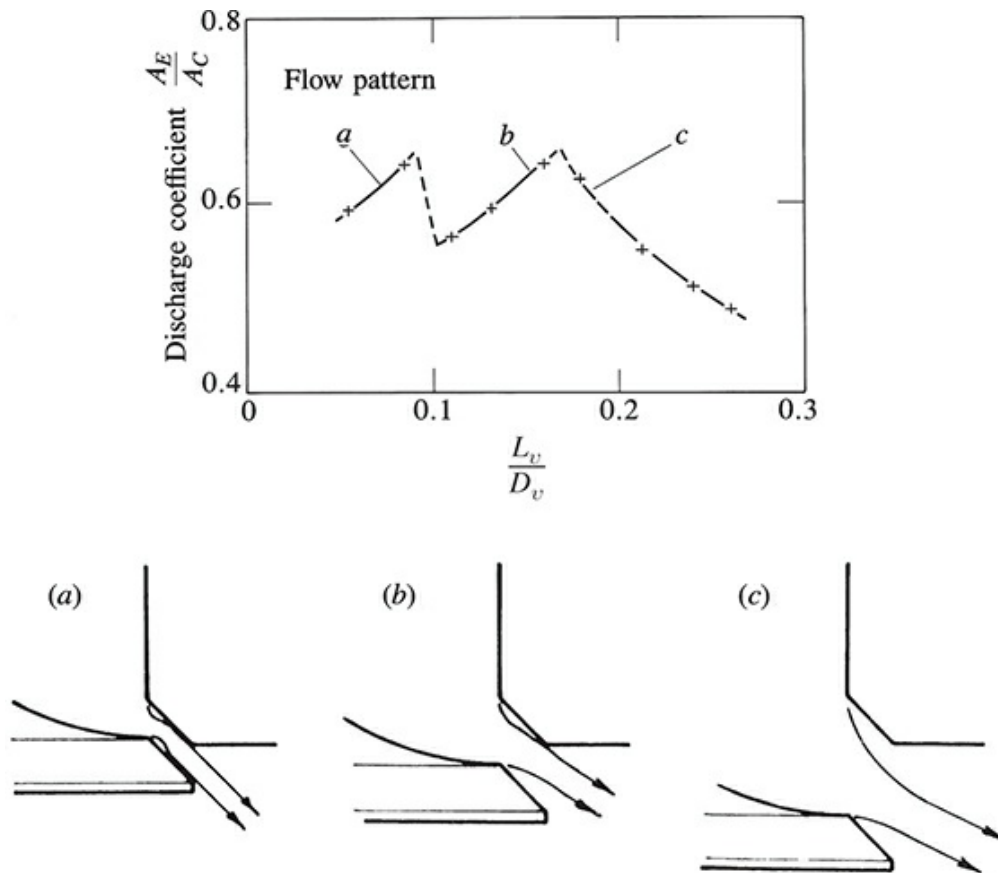 0.8
Discharge coefficient A_E/A_C
Flow pattern
a
b
c
0.6
0.4
0
0.1
0.2
0.3
L_v/D_v
(a)
(b)
(c)